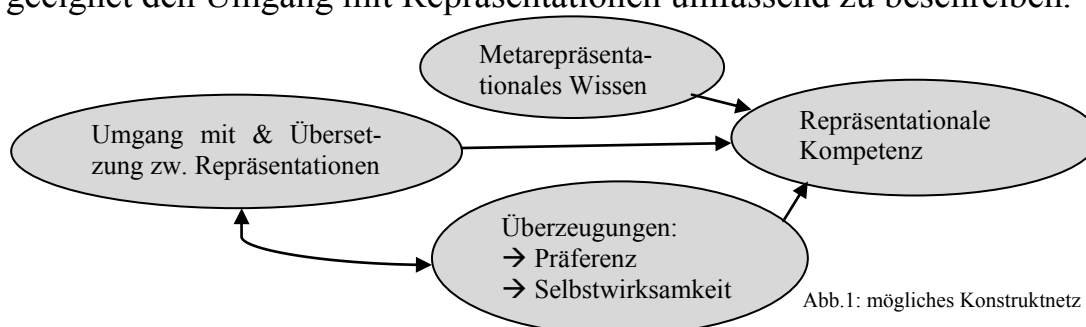 geeignet den Umgang mit Repräsentationen umfassend zu beschreiben.
Metarepräsenta-
tionales Wissen
Umgang mit & Überset-
zung zw. Repräsentationen
Repräsentationale
Kompetenz
Überzeugungen:
→ Präferenz
→ Selbstwirksamkeit
Abb.1: mögliches Konstruktnetz